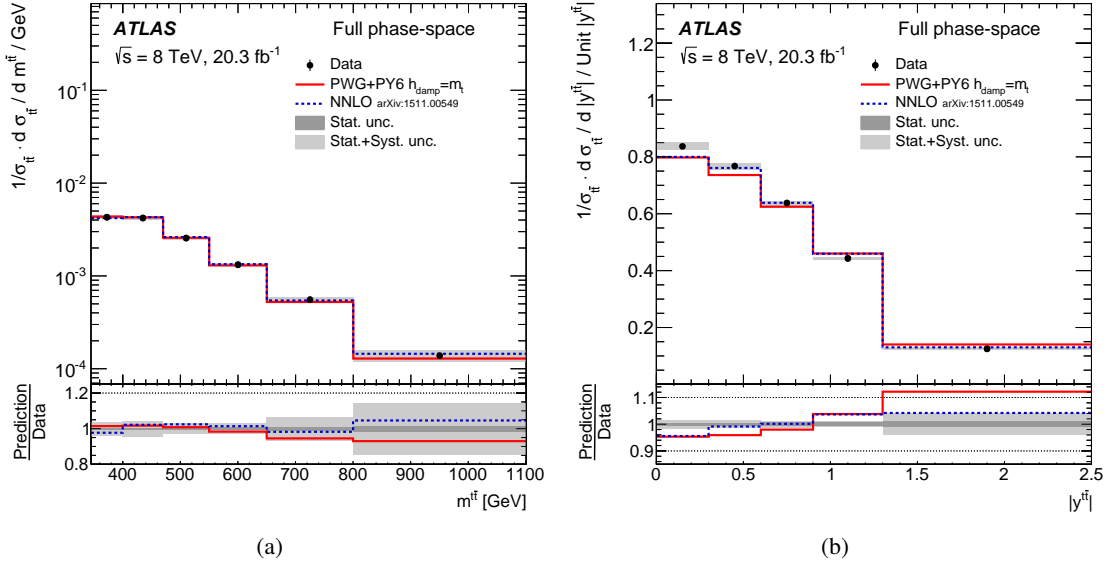 ATLAS Full phase-space
√s = 8 TeV, 20.3 fb⁻¹
Data
PWG+PY6 h_damp=m_t
NNLO arXiv:1511.00549
Stat. unc.
Stat.+Syst. unc.
1/σ_tt̄ · d σ_tt̄ / d m^tt̄ / GeV
10⁻¹
10⁻²
10⁻³
10⁻⁴
Prediction
Data
1.2
1
0.8
400 500 600 700 800 900 1000 1100
m^tt̄ [GeV]
(a)
ATLAS Full phase-space
√s = 8 TeV, 20.3 fb⁻¹
Data
PWG+PY6 h_damp=m_t
NNLO arXiv:1511.00549
Stat. unc.
Stat.+Syst. unc.
1/σ_tt̄ · d σ_tt̄ / d |y^tt̄| / Unit |y^tt̄|
1.2
1
0.8
0.6
0.4
0.2
Prediction
Data
1.1
1
0.9
0 0.5 1 1.5 2 2.5
|y^tt̄|
(b)